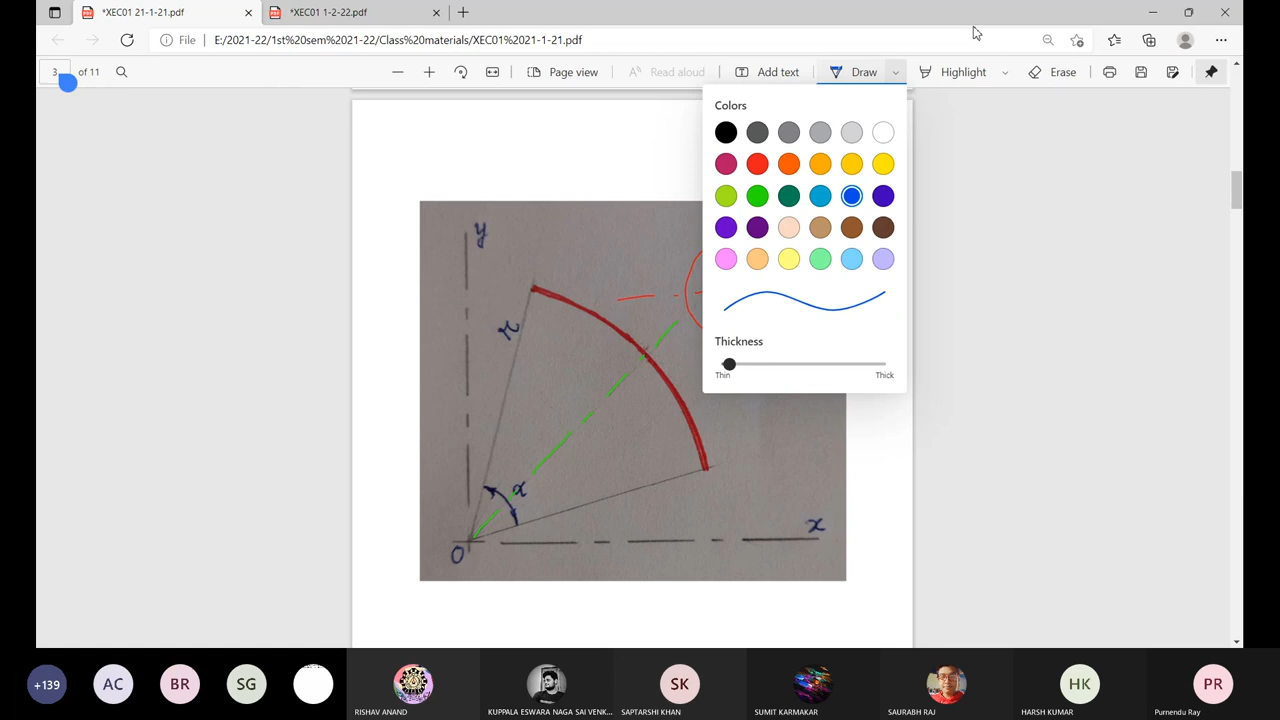 *XEC01 21-1-21.pdf
*XEC01 1-2-22.pdf
File E:/2021-22/1st%20sem%2021-22/Class%20materials/XEC01%2021-1-21.pdf
3 of 11
Page view
Read aloud
Add text
Draw
Highlight
Erase
Colors
Thickness
Thin
Thick
y
r
α
x
O
+139
AC
BR
SG
SK
HK
PR
RISHAV ANAND
KUPPALA ESWARA NAGA SAI VENK...
SAPTARSHI KHAN
SUMIT KARMAKAR
SAURABH RAJ
HARSH KUMAR
Purnendu Ray